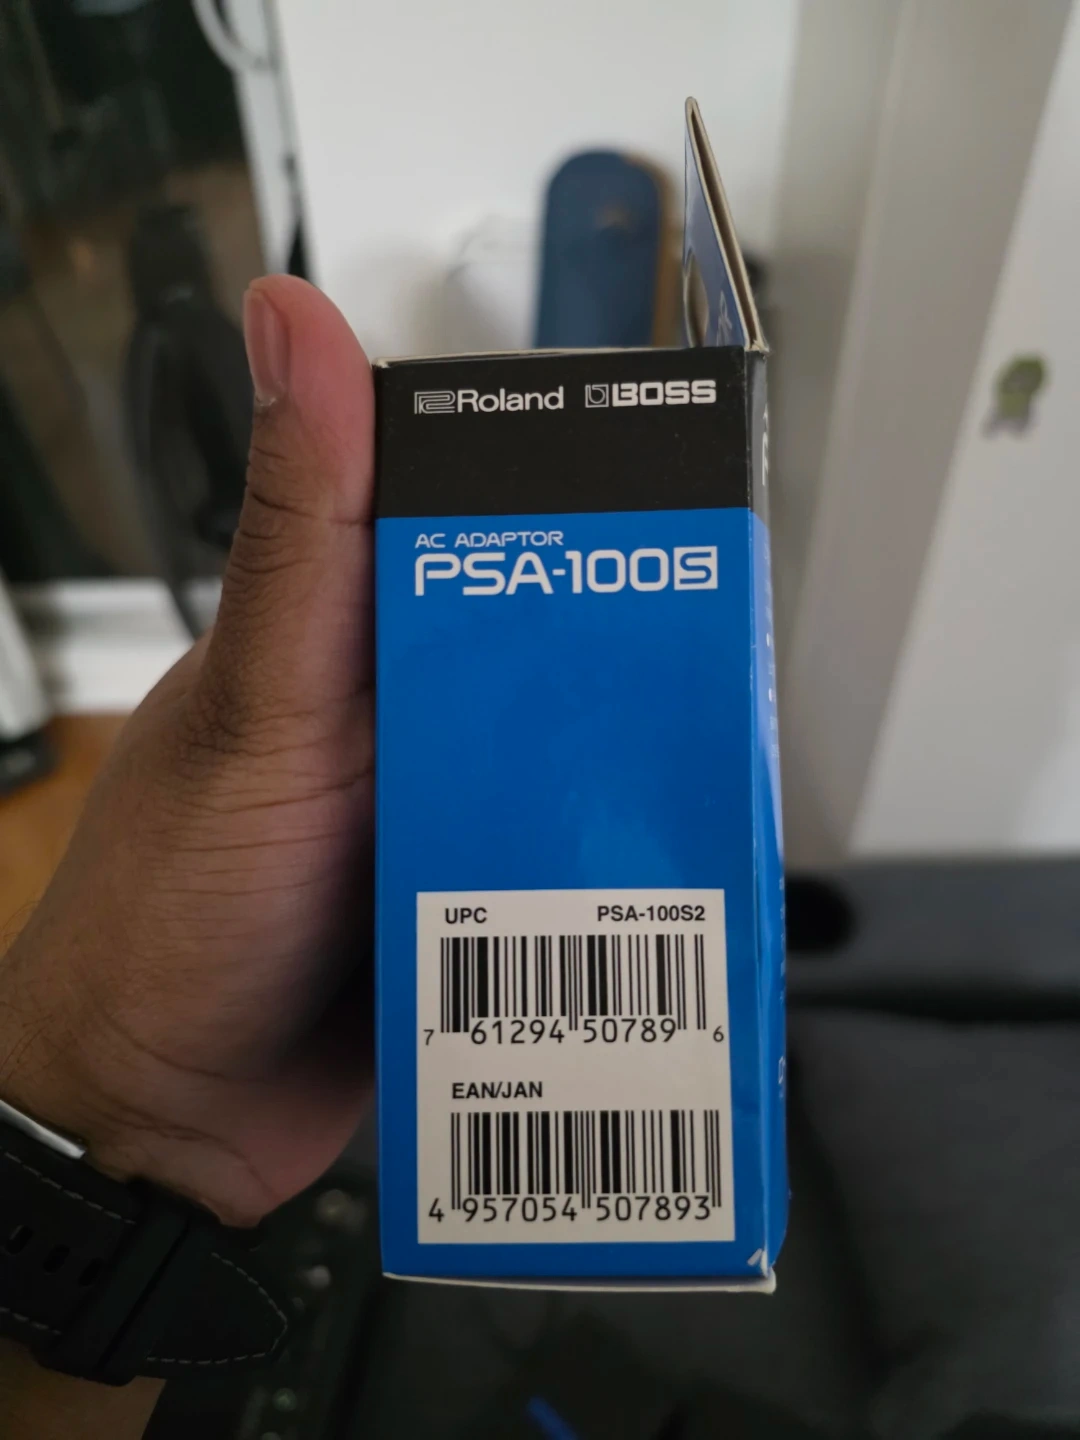 Roland BOSS
AC ADAPTOR
PSA-100S
UPC PSA-100S2
7 61294 50789 6
EAN/JAN
4 957054 507893